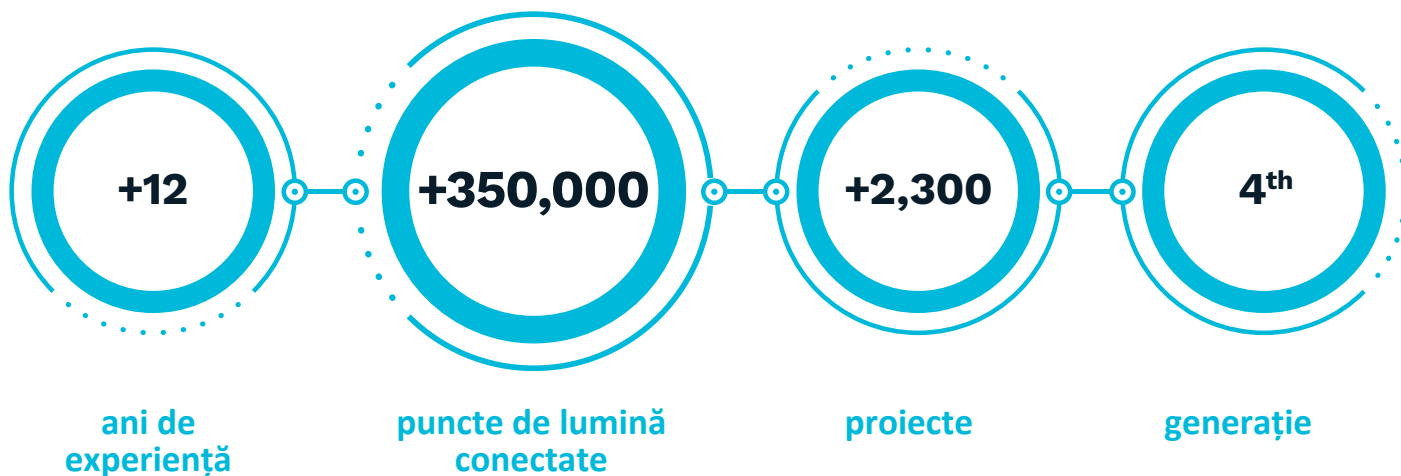 +12
ani de
experiență
+350,000
puncte de lumină
conectate
+2,300
proiecte
4th
generație